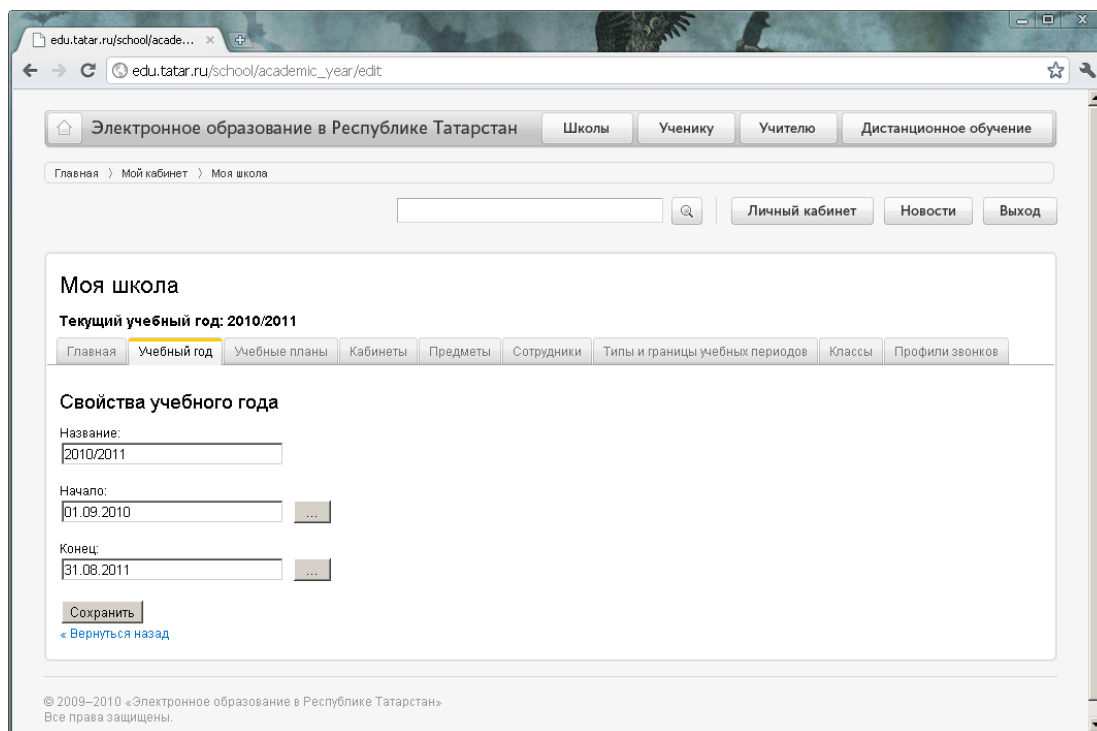 edu.tatar.ru/school/acade...
edu.tatar.ru/school/academic_year/edit
Электронное образование в Республике Татарстан Школы Ученику Учителю Дистанционное обучение
Главная 〉 Мой кабинет 〉 Моя школа
Личный кабинет Новости Выход
Моя школа
Текущий учебный год: 2010/2011
Главная Учебный год Учебные планы Кабинеты Предметы Сотрудники Типы и границы учебных периодов Классы Профили звонков
Свойства учебного года
Название:
2010/2011
Начало:
01.09.2010 ...
Конец:
31.08.2011 ...
Сохранить
« Вернуться назад
© 2009–2010 «Электронное образование в Республике Татарстан»
Все права защищены.